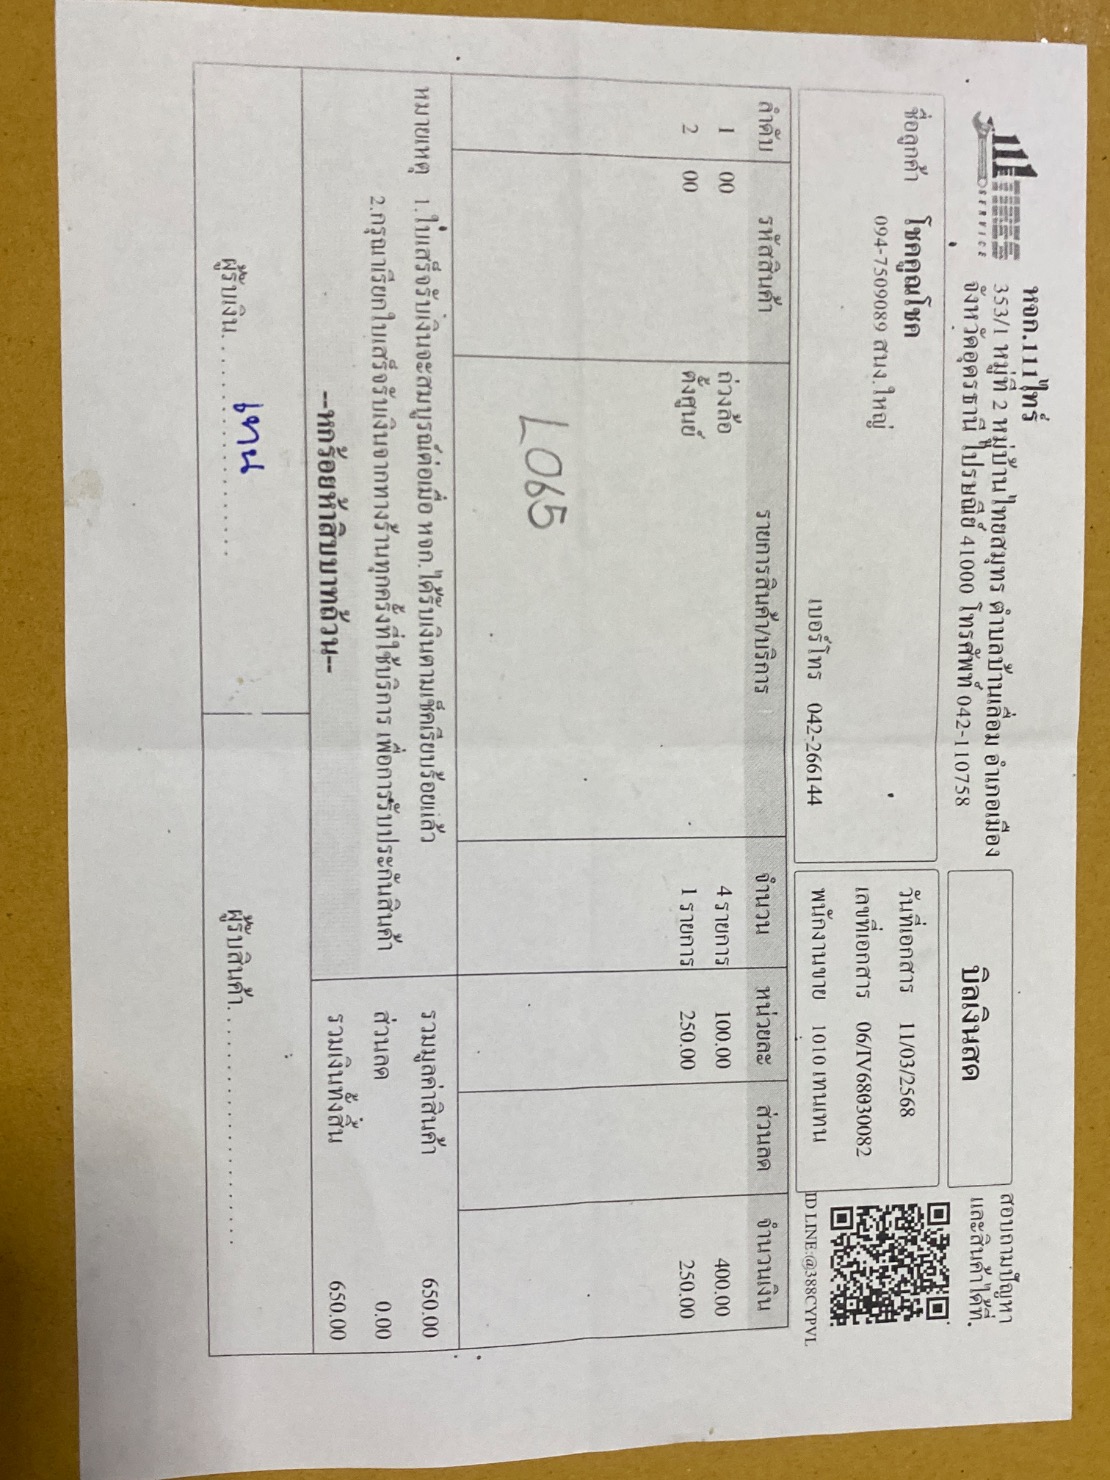 111 TIRES
SERVICE
หจก.111ไทร์
353/1 หมู่ที่ 2 หมู่บ้านไทยสมุทร ตำบลบ้านเลื่อม อำเภอเมือง
จังหวัดอุดรธานี ไปรษณีย์ 41000 โทรศัพท์ 042-110758
บิลเงินสด
สอบถามปัญหา
และสินค้าได้ที่.
ชื่อลูกค้า โชคคูณโชค
094-7509089 สนง.ใหญ่
เบอร์โทร 042-266144
วันที่เอกสาร 11/03/2568
เลขที่เอกสาร 06/IV68030082
พนักงานขาย 1010 เทนเทน
ID LINE:@388CYPVL
ลำดับ รหัสสินค้า รายการสินค้า/บริการ จำนวน หน่วยละ ส่วนลด จำนวนเงิน
1 00 ถ่วงล้อ 4 รายการ 100.00 400.00
2 00 ตั้งศูนย์ 1 รายการ 250.00 250.00
L065
หมายเหตุ 1.ใบเสร็จรับเงินจะสมบูรณ์ต่อเมื่อ หจก.ได้รับเงินตามเช็คเรียบร้อยแล้ว
2.กรุณาเรียกใบเสร็จรับเงินจากทางร้านทุกครั้งที่ใช้บริการ เพื่อการรับประกันสินค้า
รวมมูลค่าสินค้า 650.00
ส่วนลด 0.00
--หกร้อยห้าสิบบาทถ้วน--
รวมเงินทั้งสิ้น 650.00
ผู้รับเงิน..........เทน..........
ผู้รับสินค้า....................